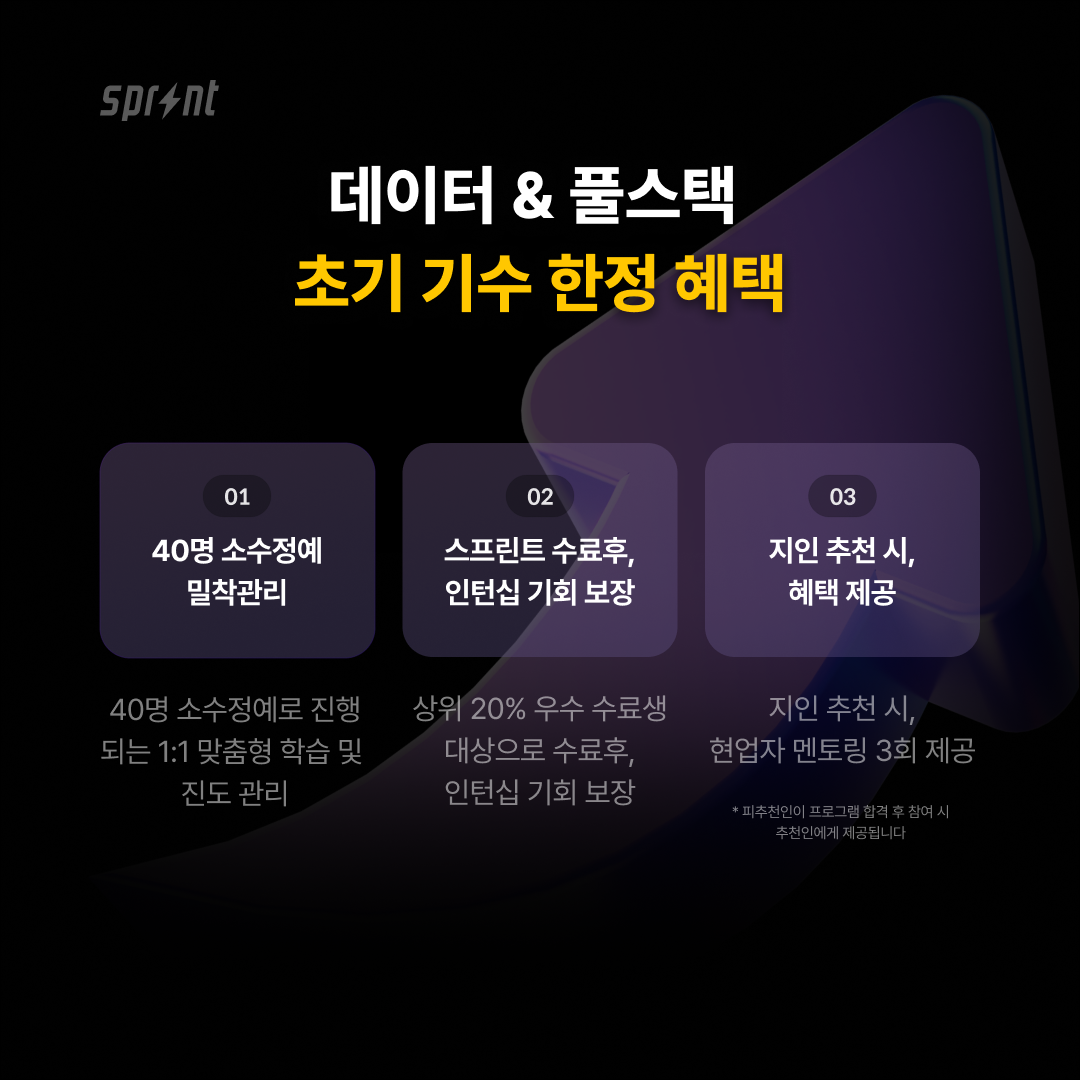 sprint
데이터 & 풀스택
초기 기수 한정 혜택
01
40명 소수정예
밀착관리
02
스프린트 수료후,
인턴십 기회 보장
03
지인 추천 시,
혜택 제공
40명 소수정예로 진행
되는 1:1 맞춤형 학습 및
진도 관리
상위 20% 우수 수료생
대상으로 수료후,
인턴십 기회 보장
지인 추천 시,
현업자 멘토링 3회 제공
* 피추천인이 프로그램 합격 후 참여 시
추천인에게 제공됩니다